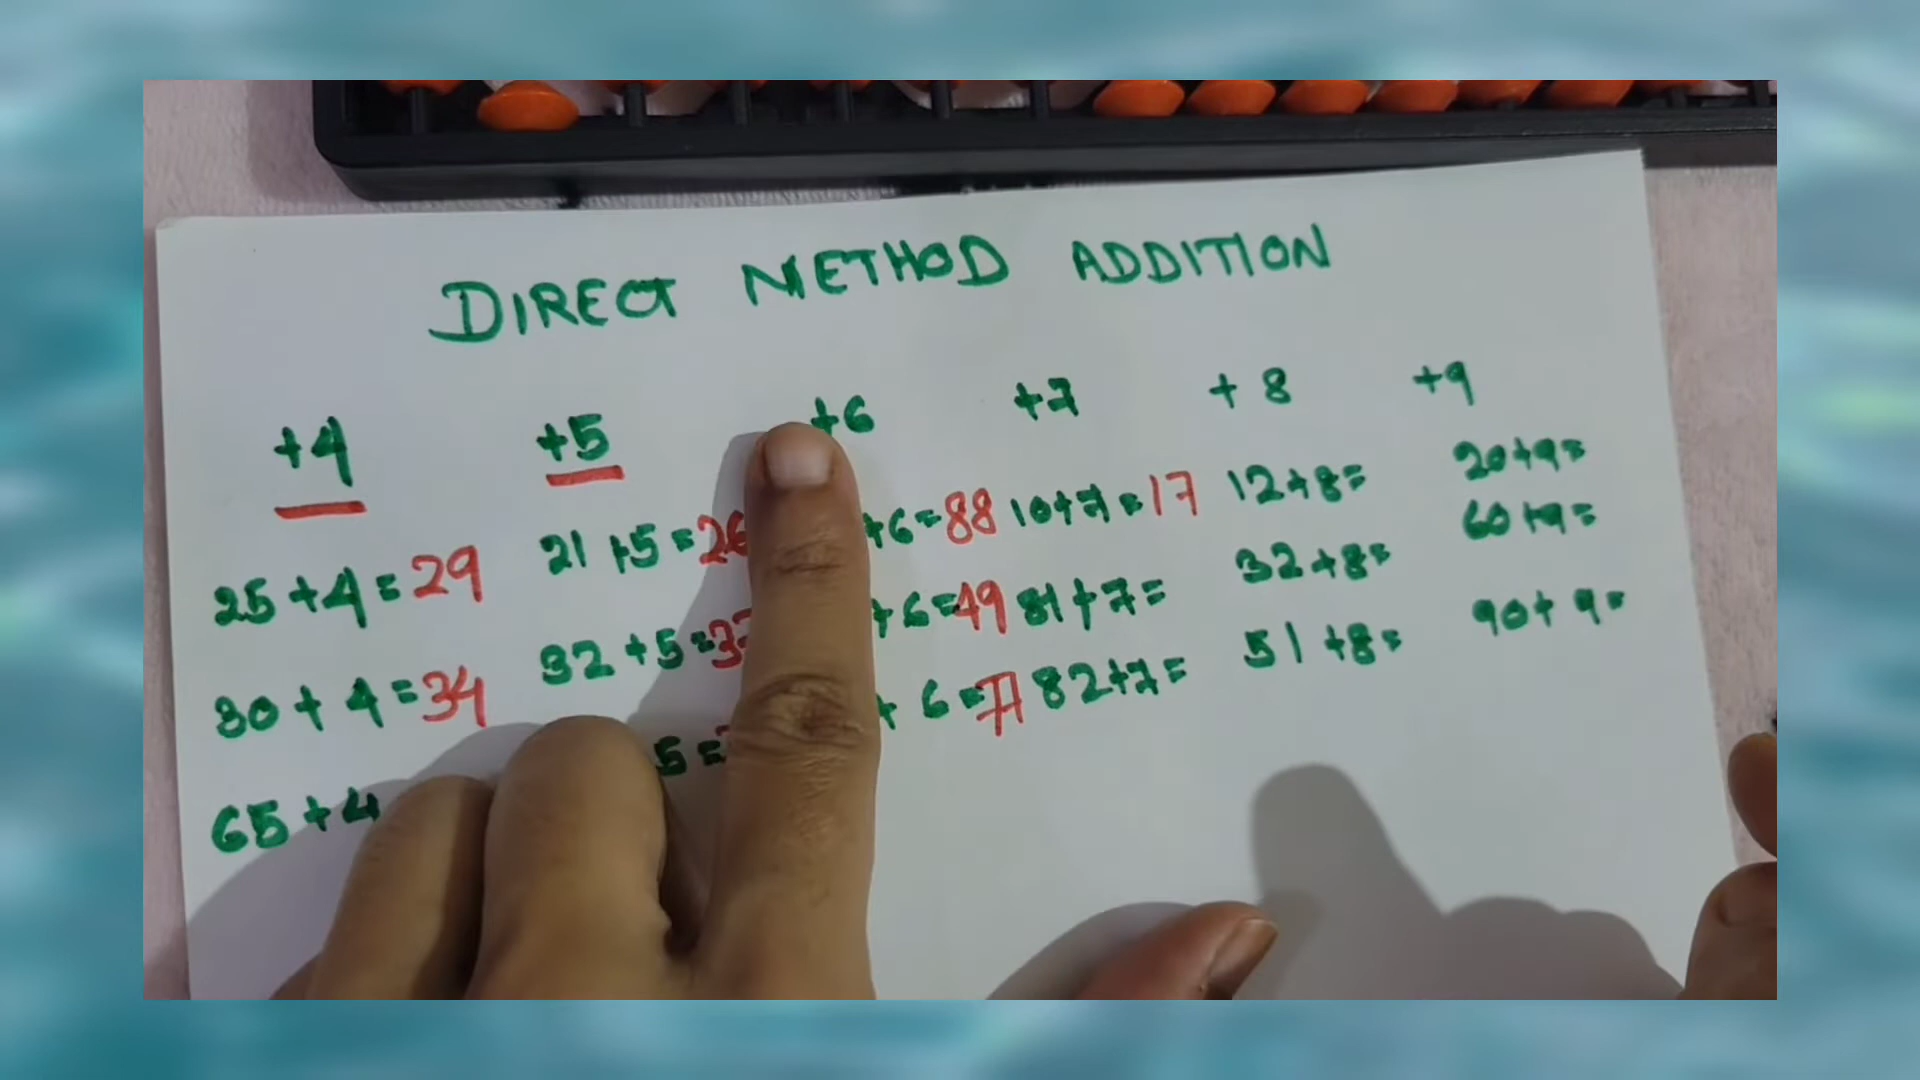 DIRECT METHOD ADDITION
+4 +5 +6 +7 +8 +9
25+4=29 21+5=26 +6=88 10+7=17 12+8= 20+9=
30+4=34 32+5= +6=49 81+7= 32+8= 60+9=
65+4 5= +6=71 82+7= 51+8= 90+9=